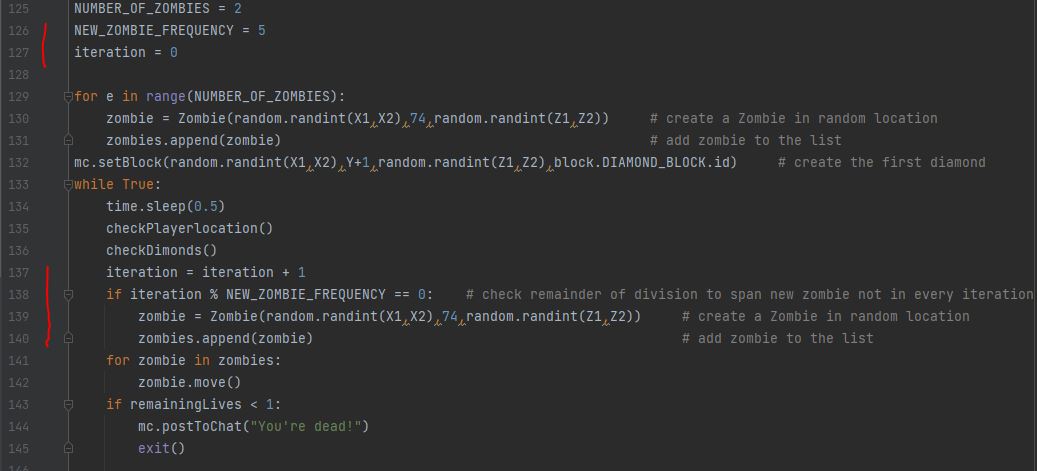 125 NUMBER_OF_ZOMBIES = 2
126 NEW_ZOMBIE_FREQUENCY = 5
127 iteration = 0
128
129 for e in range(NUMBER_OF_ZOMBIES):
130     zombie = Zombie(random.randint(X1,X2),74,random.randint(Z1,Z2))     # create a Zombie in random location
131     zombies.append(zombie)     # add zombie to the list
132 mc.setBlock(random.randint(X1,X2),Y+1,random.randint(Z1,Z2),block.DIAMOND_BLOCK.id)     # create the first diamond
133 while True:
134     time.sleep(0.5)
135     checkPlayerlocation()
136     checkDimonds()
137     iteration = iteration + 1
138     if iteration % NEW_ZOMBIE_FREQUENCY == 0:    # check remainder of division to span new zombie not in every iteration
139         zombie = Zombie(random.randint(X1,X2),74,random.randint(Z1,Z2))     # create a Zombie in random location
140         zombies.append(zombie)     # add zombie to the list
141     for zombie in zombies:
142         zombie.move()
143     if remainingLives < 1:
144         mc.postToChat("You're dead!")
145         exit()
146